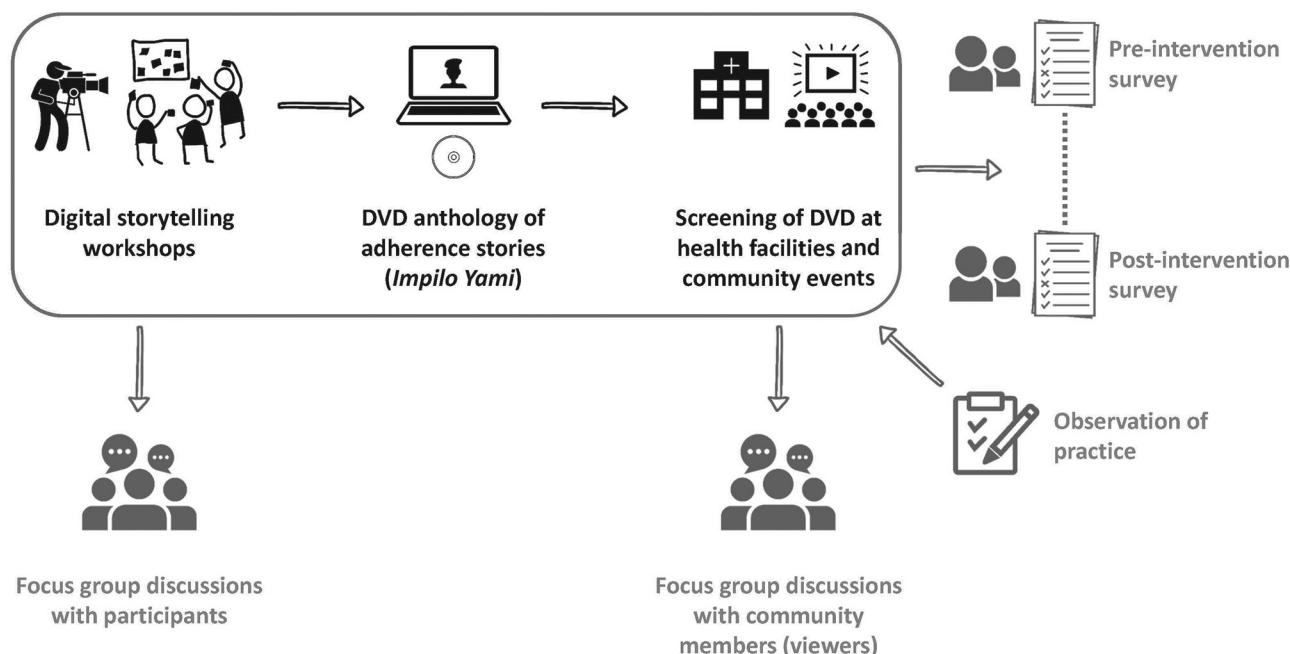 Digital storytelling
workshops
DVD anthology of
adherence stories
(Impilo Yami)
Screening of DVD at
health facilities and
community events
Pre-intervention
survey
Post-intervention
survey
Observation of
practice
Focus group discussions
with participants
Focus group discussions
with community
members (viewers)